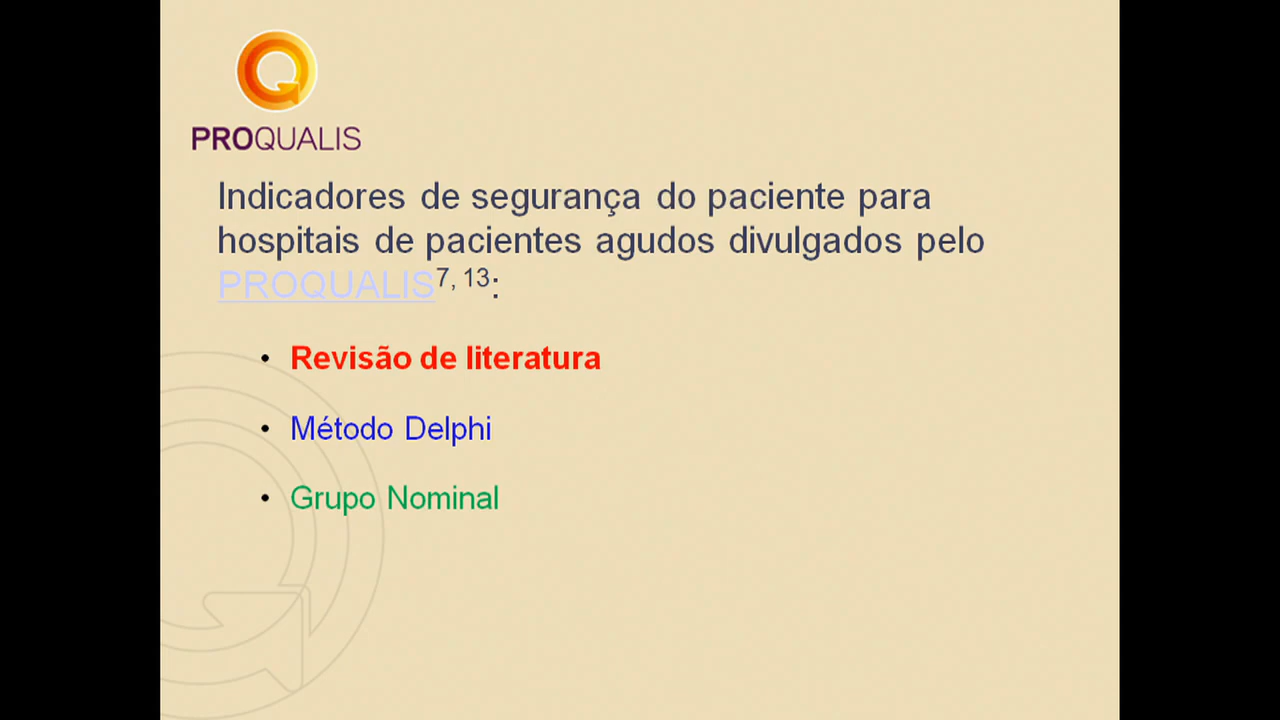 PROQUALIS
Indicadores de segurança do paciente para
hospitais de pacientes agudos divulgados pelo
PROQUALIS7, 13:
• Revisão de literatura
• Método Delphi
• Grupo Nominal